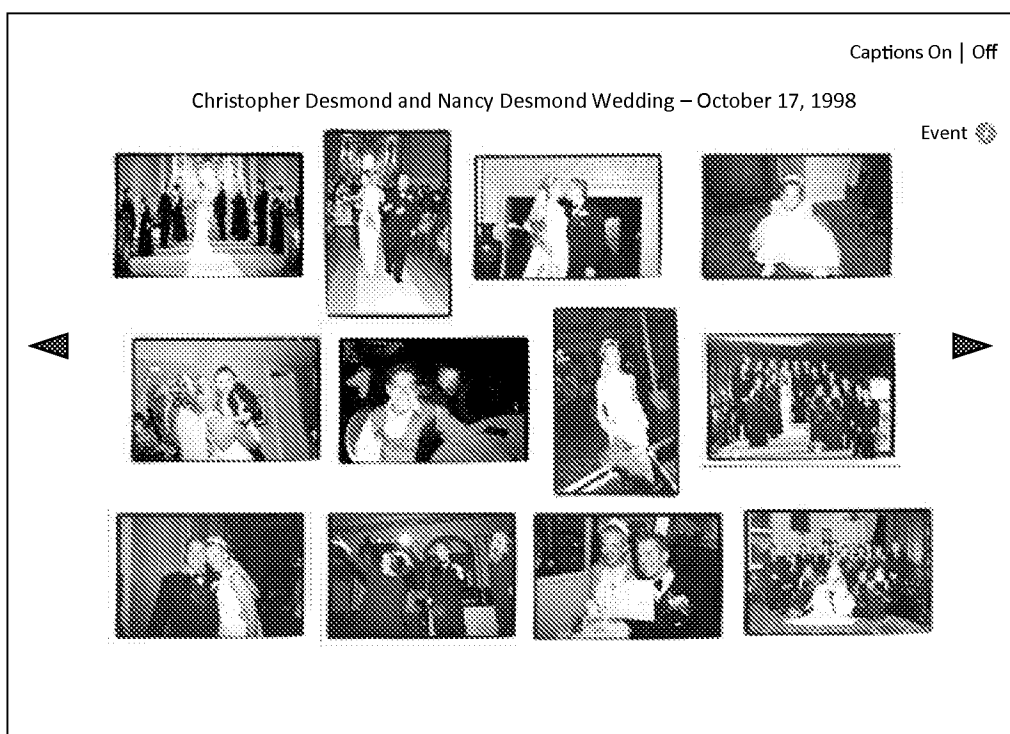 Captions On | Off
Christopher Desmond and Nancy Desmond Wedding – October 17, 1998
Event